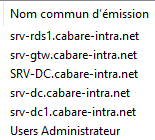 Nom commun d'émission
srv-rds1.cabare-intra.net
srv-gtw.cabare-intra.net
SRV-DC.cabare-intra.net
srv-dc.cabare-intra.net
srv-dc1.cabare-intra.net
Users Administrateur